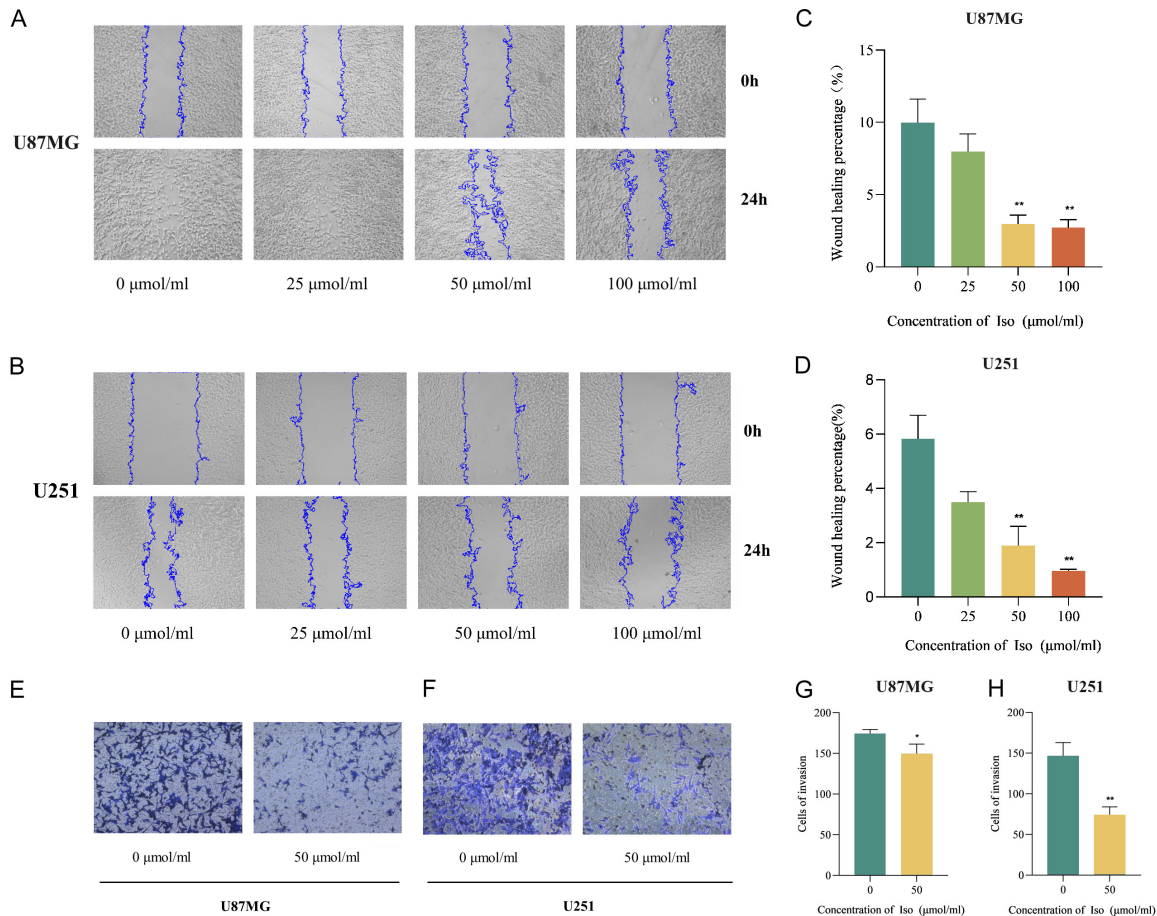 A
U87MG
0h
24h
0 μmol/ml
25 μmol/ml
50 μmol/ml
100 μmol/ml
C
U87MG
Wound healing percentage (%)
15
10
5
0
0
25
50
**
100
**
Concentration of Iso (μmol/ml)
B
U251
0h
24h
0 μmol/ml
25 μmol/ml
50 μmol/ml
100 μmol/ml
D
U251
Wound healing percentage(%)
8
6
4
2
0
0
25
50
**
100
**
Concentration of Iso (μmol/ml)
E
0 μmol/ml
50 μmol/ml
U87MG
F
0 μmol/ml
50 μmol/ml
U251
G
U87MG
Cells of invasion
200
150
100
50
0
*
0
50
Concentration of Iso (μmol/ml)
H
U251
Cells of invasion
200
150
100
50
0
**
0
50
Concentration of Iso (μmol/ml)